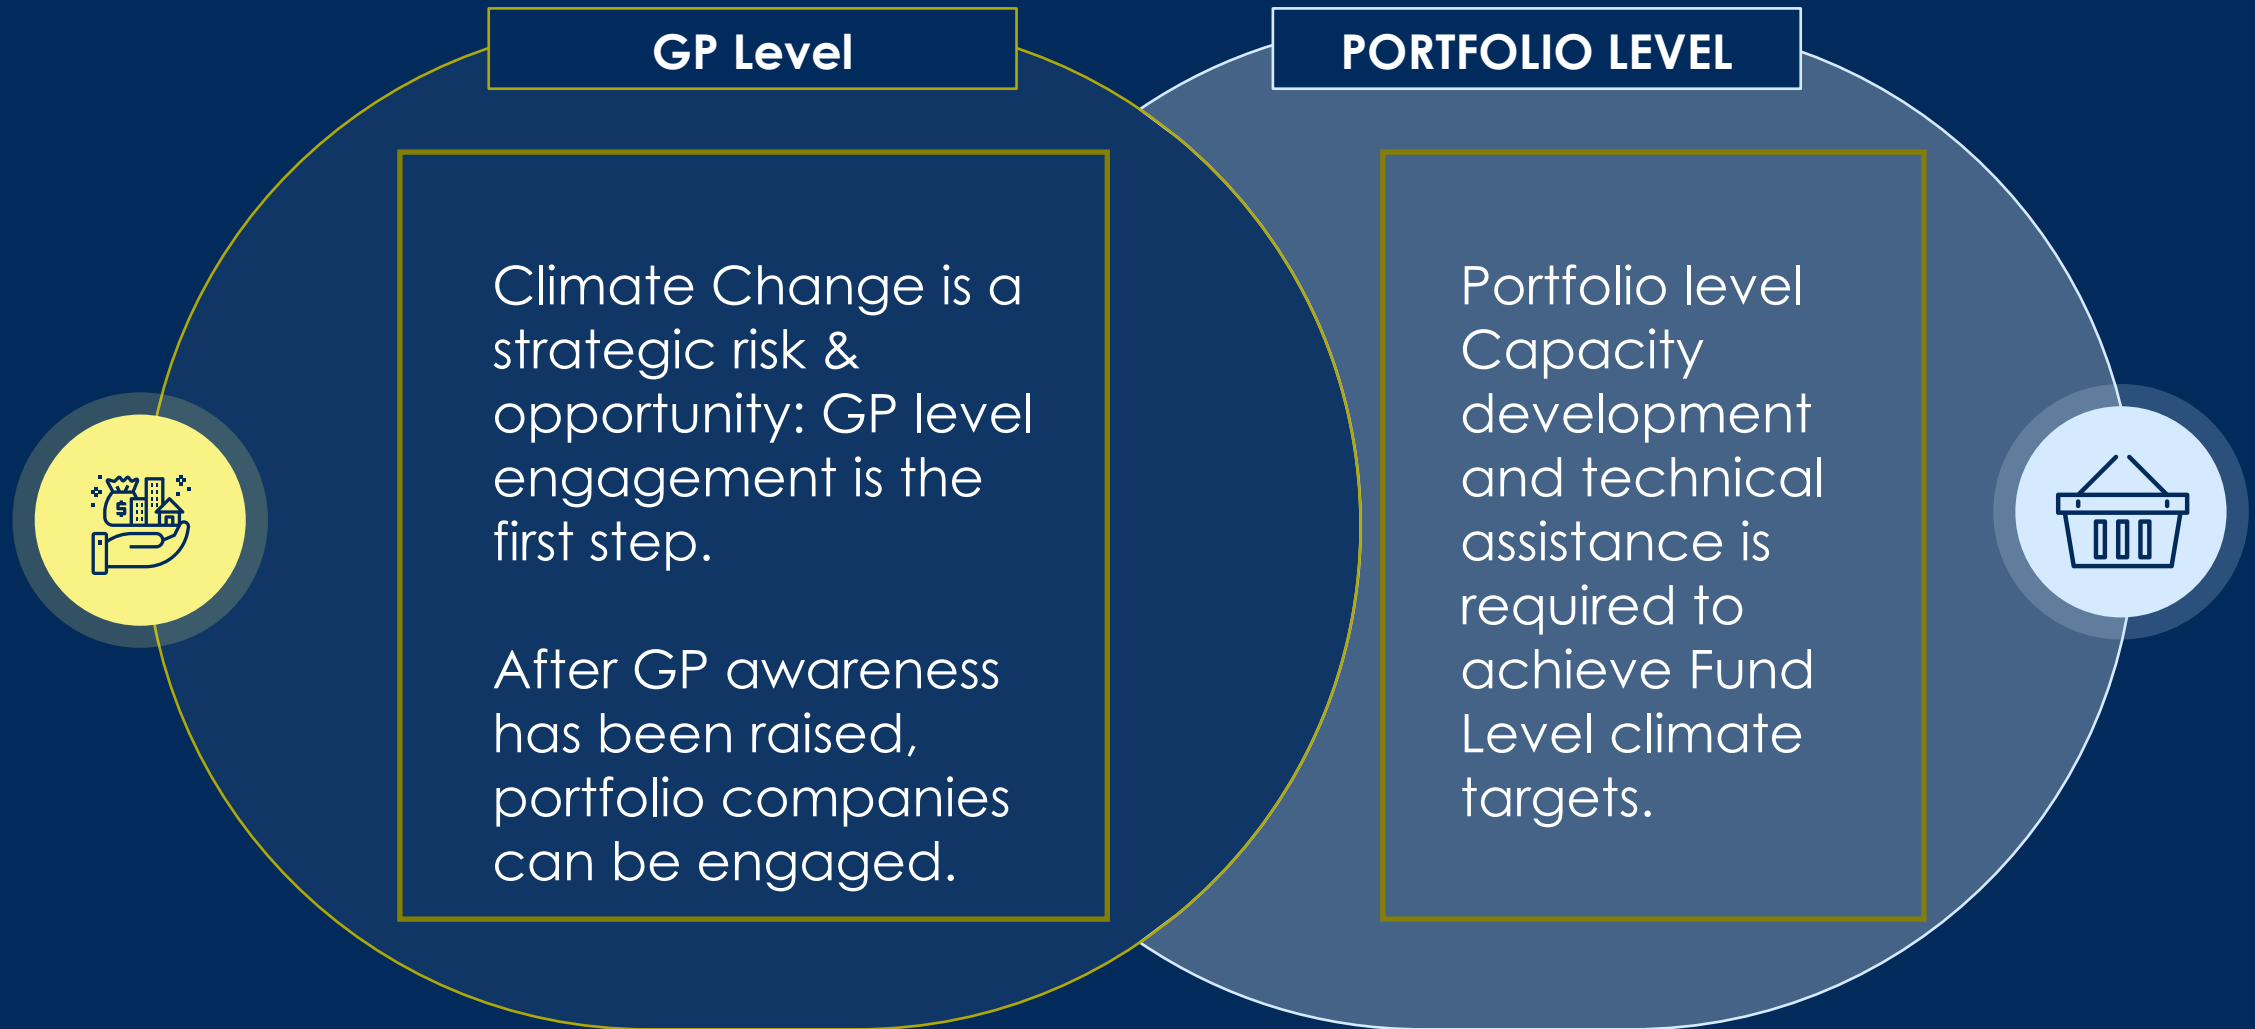 GP Level
Climate Change is a
strategic risk &
opportunity: GP level
engagement is the
first step.
After GP awareness
has been raised,
portfolio companies
can be engaged.
PORTFOLIO LEVEL
Portfolio level
Capacity
development
and technical
assistance is
required to
achieve Fund
Level climate
targets.
$